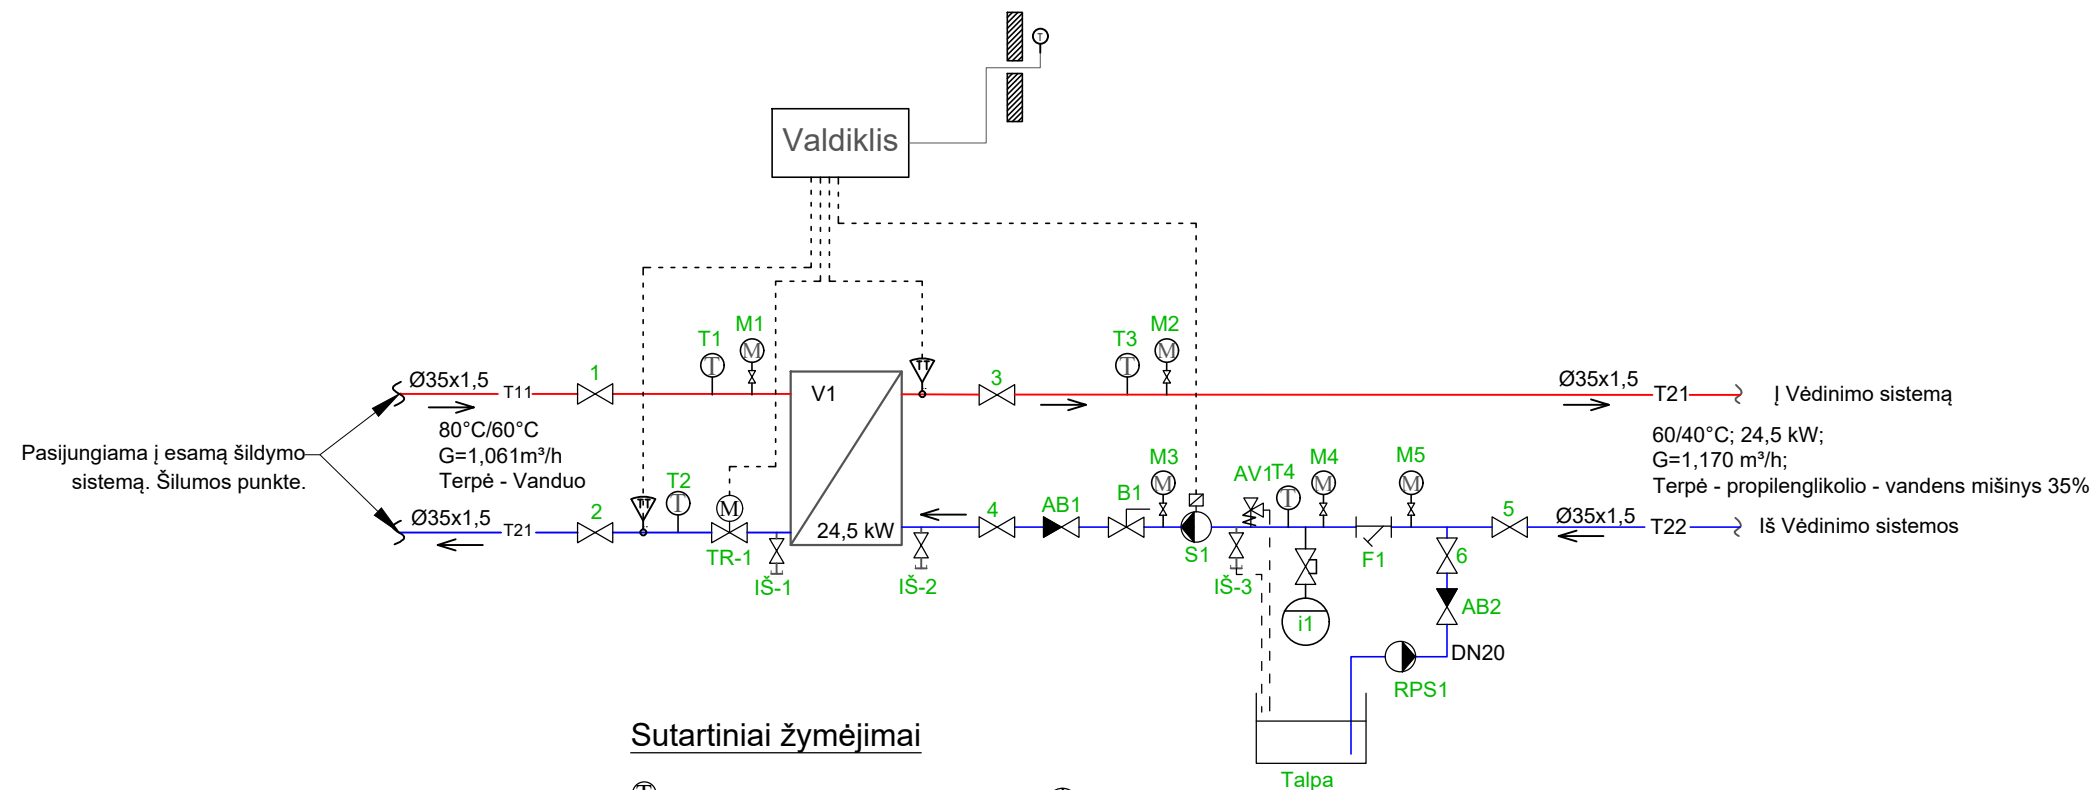 T
Valdiklis
T1
M1
T
M
TT
T3
M2
T
M
1
3
Ø35x1,5
T11
V1
Ø35x1,5
T21
Į Vėdinimo sistemą
80°C/60°C
G=1,061m³/h
Terpė - Vanduo
60/40°C; 24,5 kW;
G=1,170 m³/h;
Terpė - propilenglikolio - vandens mišinys 35%
Pasijungiama į esamą šildymo
sistemą. Šilumos punkte.
T2
M3
AV1
T4
M4
M5
2
TT
T
M
4
AB1
B1
M
T
M
M
5
Ø35x1,5
T21
24,5 kW
Ø35x1,5
T22
Iš Vėdinimo sistemos
TR-1
IŠ-1
IŠ-2
S1
IŠ-3
F1
6
i1
AB2
DN20
RPS1
Sutartiniai žymėjimai
Talpa
T